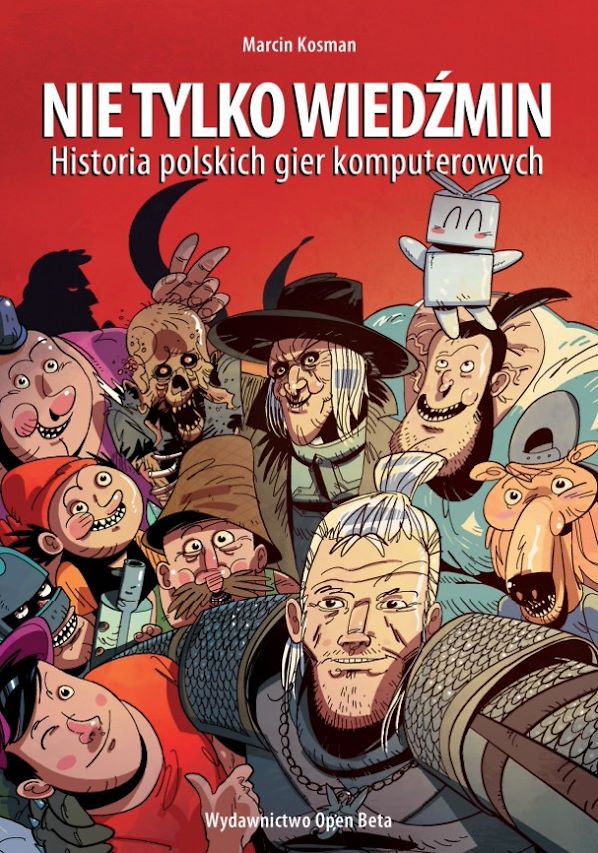 Marcin Kosman
NIE TYLKO WIEDŹMIN
Historia polskich gier komputerowych
Wydawnictwo Open Beta